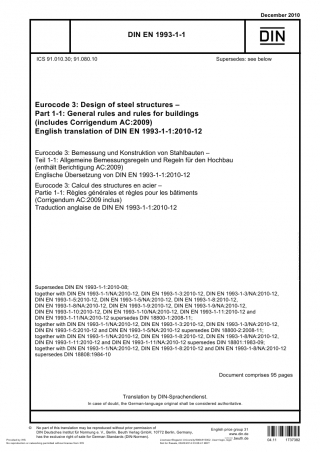 December 2010
DIN EN 1993-1-1
DIN
ICS 91.010.30; 91.080.10
Supersedes: see below
Eurocode 3: Design of steel structures –
Part 1-1: General rules and rules for buildings
(includes Corrigendum AC:2009)
English translation of DIN EN 1993-1-1:2010-12
Eurocode 3: Bemessung und Konstruktion von Stahlbauten –
Teil 1-1: Allgemeine Bemessungsregeln und Regeln für den Hochbau
(enthält Berichtigung AC:2009)
Englische Übersetzung von DIN EN 1993-1-1:2010-12
Eurocode 3: Calcul des structures en acier –
Partie 1-1: Règles générales et règles pour les bâtiments
(Corrigendum AC:2009 inclus)
Traduction anglaise de DIN EN 1993-1-1:2010-12
Supersedes DIN EN 1993-1-1:2010-08;
together with DIN EN 1993-1-1/NA:2010-12, DIN EN 1993-1-3:2010-12, DIN EN 1993-1-3/NA:2010-12,
DIN EN 1993-1-5:2010-12, DIN EN 1993-1-5/NA:2010-12, DIN EN 1993-1-8:2010-12,
DIN EN 1993-1-8/NA:2010-12, DIN EN 1993-1-9:2010-12, DIN EN 1993-1-9/NA:2010-12,
DIN EN 1993-1-10:2010-12, DIN EN 1993-1-10/NA:2010-12, DIN EN 1993-1-11:2010-12 and
DIN EN 1993-1-11/NA:2010-12 supersedes DIN 18800-1:2008-11;
together with DIN EN 1993-1-1/NA:2010-12, DIN EN 1993-1-3:2010-12, DIN EN 1993-1-3/NA:2010-12,
DIN EN 1993-1-5:2010-12 and DIN EN 1993-1-5/NA:2010-12 supersedes DIN 18800-2:2008-11;
together with DIN EN 1993-1-1/NA:2010-12, DIN EN 1993-1-8:2010-12, DIN EN 1993-1-8/NA:2010-12,
DIN EN 1993-1-11:2010-12 and DIN EN 1993-1-11/NA:2010-12 supersedes DIN 18801:1983-09;
together with DIN EN 1993-1-1/NA:2010-12, DIN EN 1993-1-8:2010-12 and DIN EN 1993-1-8/NA:2010-12
supersedes DIN 18808:1984-10
Document comprises 95 pages
Translation by DIN-Sprachendienst.
In case of doubt, the German-language original shall be considered authoritative.
© No part of this translation may be reproduced without prior permission of
DIN Deutsches Institut für Normung e. V., Berlin. Beuth Verlag GmbH, 10772 Berlin, Germany,
has the exclusive right of sale for German Standards (DIN-Normen).
English price group 31
www.din.de
www.beuth.de
04.11 1737382